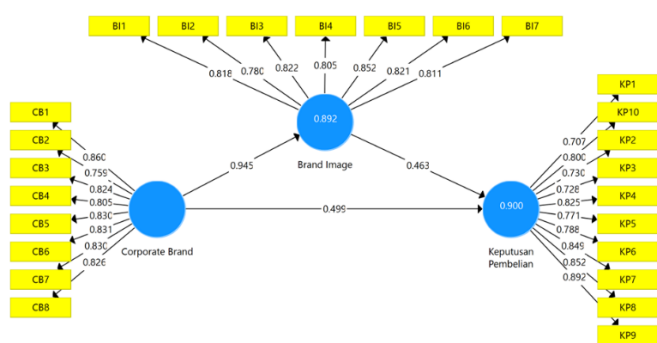 BI1 BI2 BI3 BI4 BI5 BI6 BI7
0.818 0.780 0.822 0.805 0.852 0.821 0.811
0.892
Brand Image
CB1
CB2
CB3
CB4
CB5
CB6
CB7
CB8
0.860
0.759
0.824
0.805
0.830
0.831
0.830
0.826
Corporate Brand
0.945
0.463
0.499
0.900
Keputusan
Pembelian
0.707
0.800
0.730
0.728
0.825
0.771
0.788
0.849
0.852
0.892
KP1
KP10
KP2
KP3
KP4
KP5
KP6
KP7
KP8
KP9